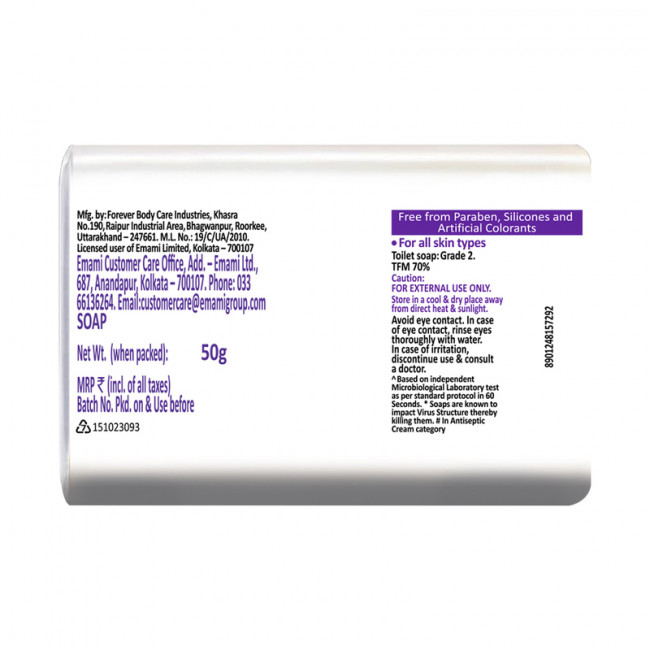 Mfg. by: Forever Body Care Industries, Khasra
No.190, Raipur Industrial Area, Bhagwanpur, Roorkee,
Uttarakhand – 247661. M.L. No.: 19/C/UA/2010.
Licensed user of Emami Limited, Kolkata – 700107
Emami Customer Care Office, Add. – Emami Ltd.,
687, Anandapur, Kolkata – 700107. Phone: 033
66136264. Email:customercare@emamigroup.com
SOAP
Net Wt. (when packed): 50g
MRP ₹ (incl. of all taxes)
Batch No. Pkd. on & Use before
151023093
Free from Paraben, Silicones and
Artificial Colorants
• For all skin types
Toilet soap: Grade 2.
TFM 70%
Caution:
FOR EXTERNAL USE ONLY.
Store in a cool & dry place away
from direct heat & sunlight.
Avoid eye contact. In case
of eye contact, rinse eyes
thoroughly with water.
In case of irritation,
discontinue use & consult
a doctor.
^ Based on independent
Microbiological Laboratory test
as per standard protocol in 60
Seconds. * Soaps are known to
impact Virus Structure thereby
killing them. # In Antiseptic
Cream category
8901248157292